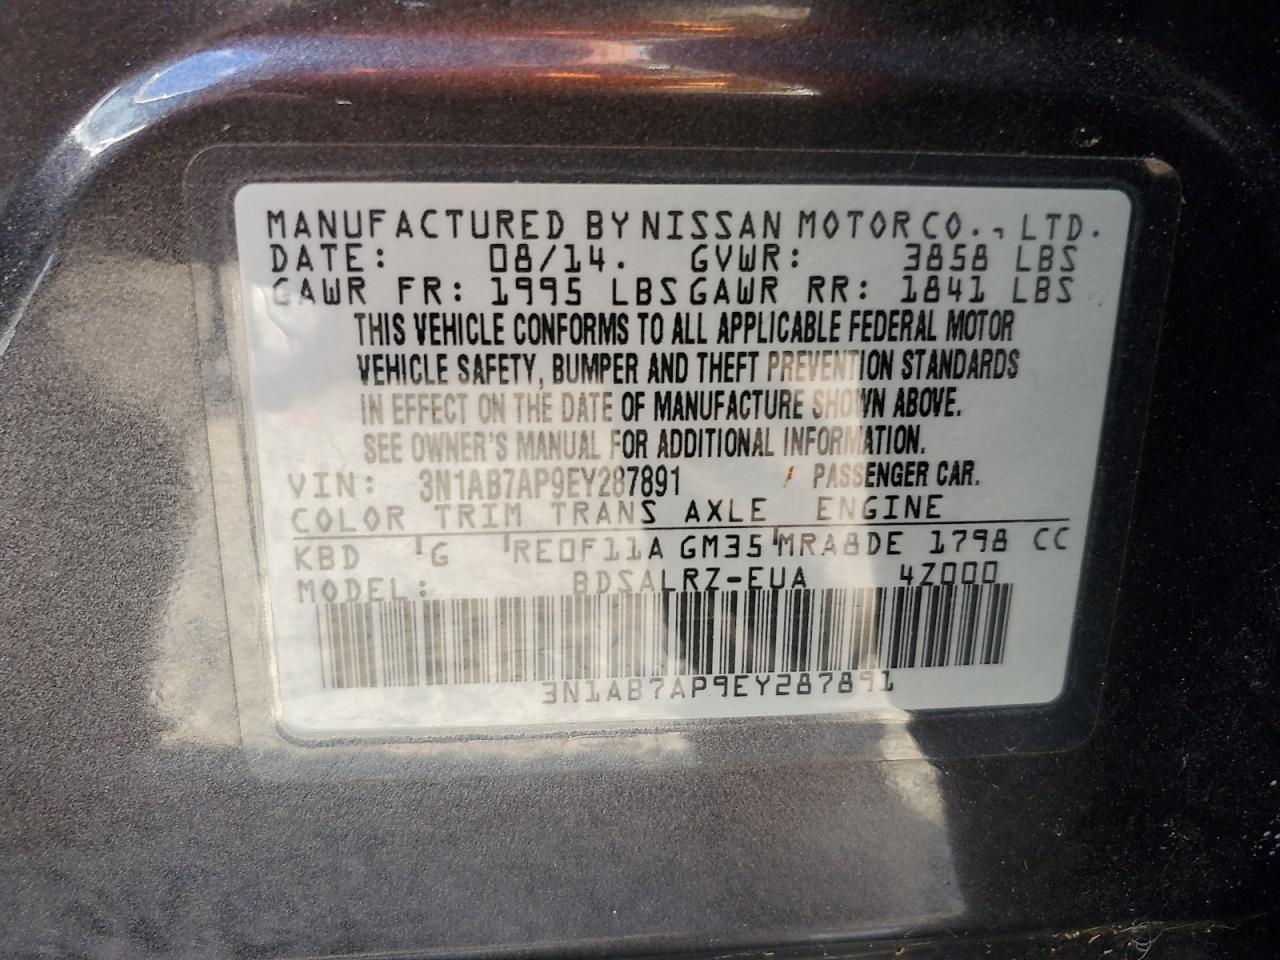 MANUFACTURED BY NISSAN MOTOR CO., LTD.
DATE: 08/14. GVWR: 3858 LBS
GAWR FR: 1995 LBS GAWR RR: 1841 LBS
THIS VEHICLE CONFORMS TO ALL APPLICABLE FEDERAL MOTOR
VEHICLE SAFETY, BUMPER AND THEFT PREVENTION STANDARDS
IN EFFECT ON THE DATE OF MANUFACTURE SHOWN ABOVE.
SEE OWNER'S MANUAL FOR ADDITIONAL INFORMATION.
VIN: 3N1AB7AP9EY287891 / PASSENGER CAR.
COLOR TRIM TRANS AXLE ENGINE
KBD G RE0F11A GM35 MRA8DE 1798 CC
MODEL: BDSALRZ-EUA 4Z000
3N1AB7AP9EY287891